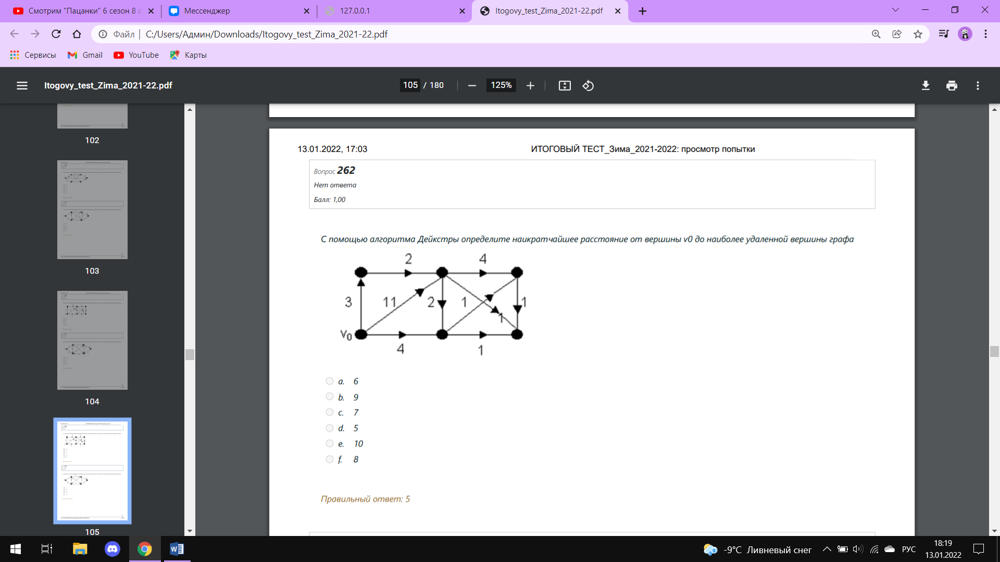 Смотрим "Пацанки" 6 сезон 8 с
Мессенджер
127.0.0.1
Itogovy_test_Zima_2021-22.pdf
Файл
C:/Users/Админ/Downloads/Itogovy_test_Zima_2021-22.pdf
Сервисы
Gmail
YouTube
Карты
Itogovy_test_Zima_2021-22.pdf
105 / 180
125%
102
103
104
105
13.01.2022, 17:03
ИТОГОВЫЙ ТЕСТ_Зима_2021-2022: просмотр попытки
Вопрос 262
Нет ответа
Балл: 1,00
С помощью алгоритма Дейкстры определите наикратчайшее расстояние от вершины v0 до наиболее удаленной вершины графа
2 4
3 11 2 1 1
1
v0
4 1
a. 6
b. 9
c. 7
d. 5
e. 10
f. 8
Правильный ответ: 5
-9°C Ливневый снег
РУС
18:19
13.01.2022